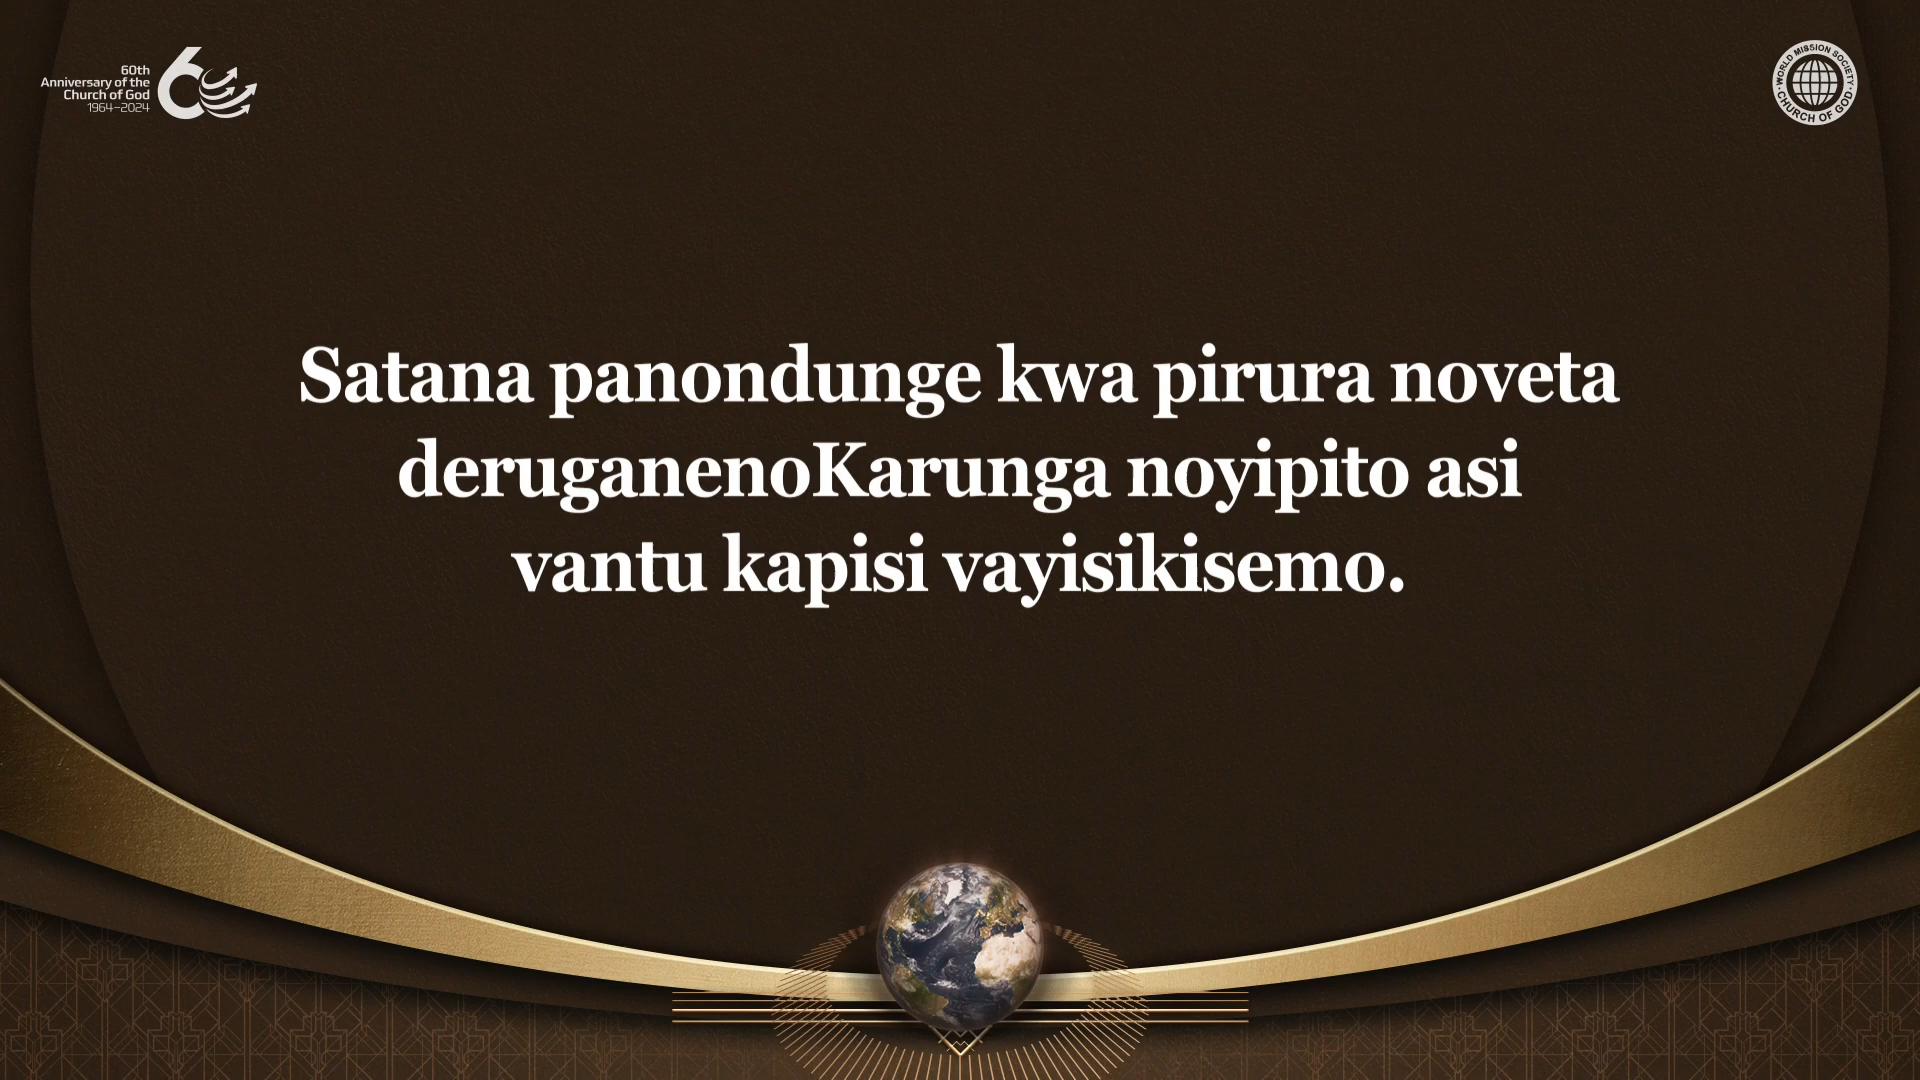 60th
Anniversary of the
Church of God
1964–2024
60
WORLD MISSION SOCIETY
CHURCH OF GOD
Satana panondunge kwa pirura noveta
deruganenoKarunga noyipito asi
vantu kapisi vayisikisemo.